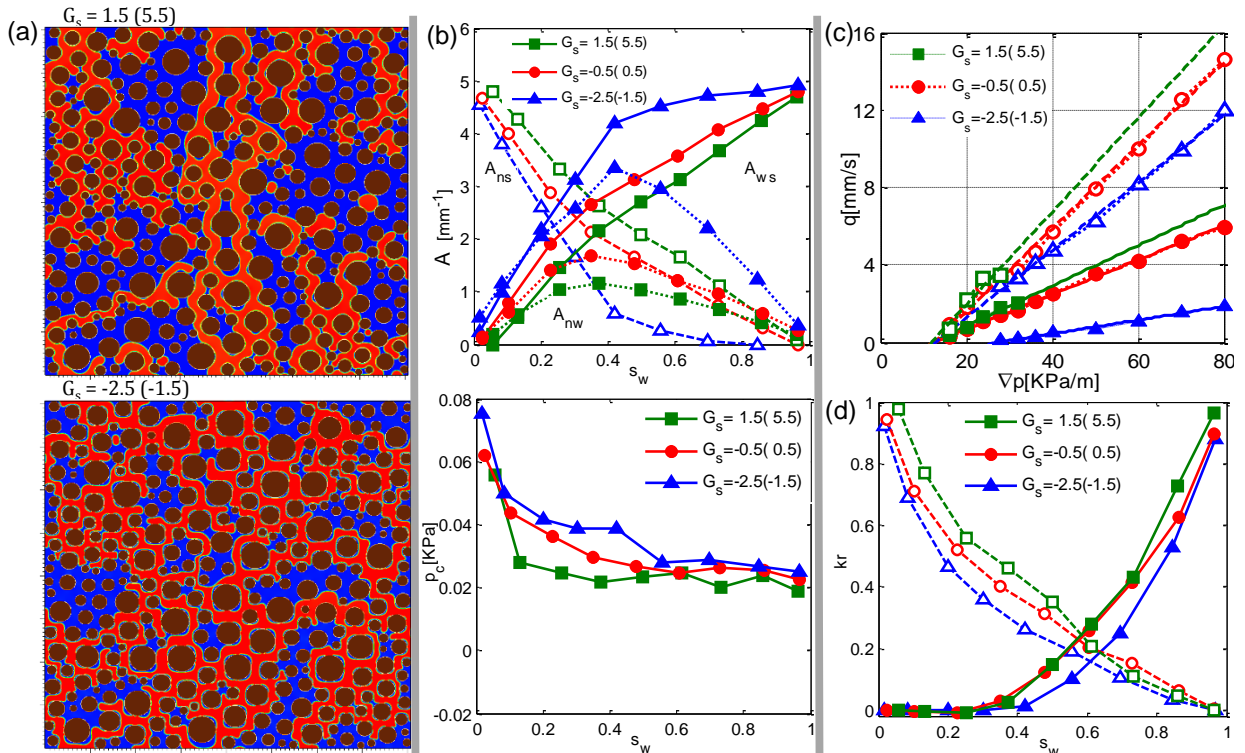 (a)
G_s = 1.5 (5.5)
G_s = -2.5 (-1.5)
(b)
G_s= 1.5( 5.5)
G_s=-0.5( 0.5)
G_s=-2.5(-1.5)
A_ns
A_ws
A_nw
A [mm⁻¹]
6
5
4
3
2
1
0
0 0.2 0.4 0.6 0.8 1
s_w
G_s= 1.5( 5.5)
G_s=-0.5( 0.5)
G_s=-2.5(-1.5)
p_c[KPa]
0.08
0.06
0.04
0.02
0
-0.02
0 0.2 0.4 0.6 0.8 1
s_w
(c)
G_s= 1.5( 5.5)
G_s=-0.5( 0.5)
G_s=-2.5(-1.5)
q[mm/s]
16
12
8
4
0
0 20 40 60 80
∇p[KPa/m]
(d)
G_s= 1.5( 5.5)
G_s=-0.5( 0.5)
G_s=-2.5(-1.5)
kr
1
0.8
0.6
0.4
0.2
0
0 0.2 0.4 0.6 0.8 1
s_w